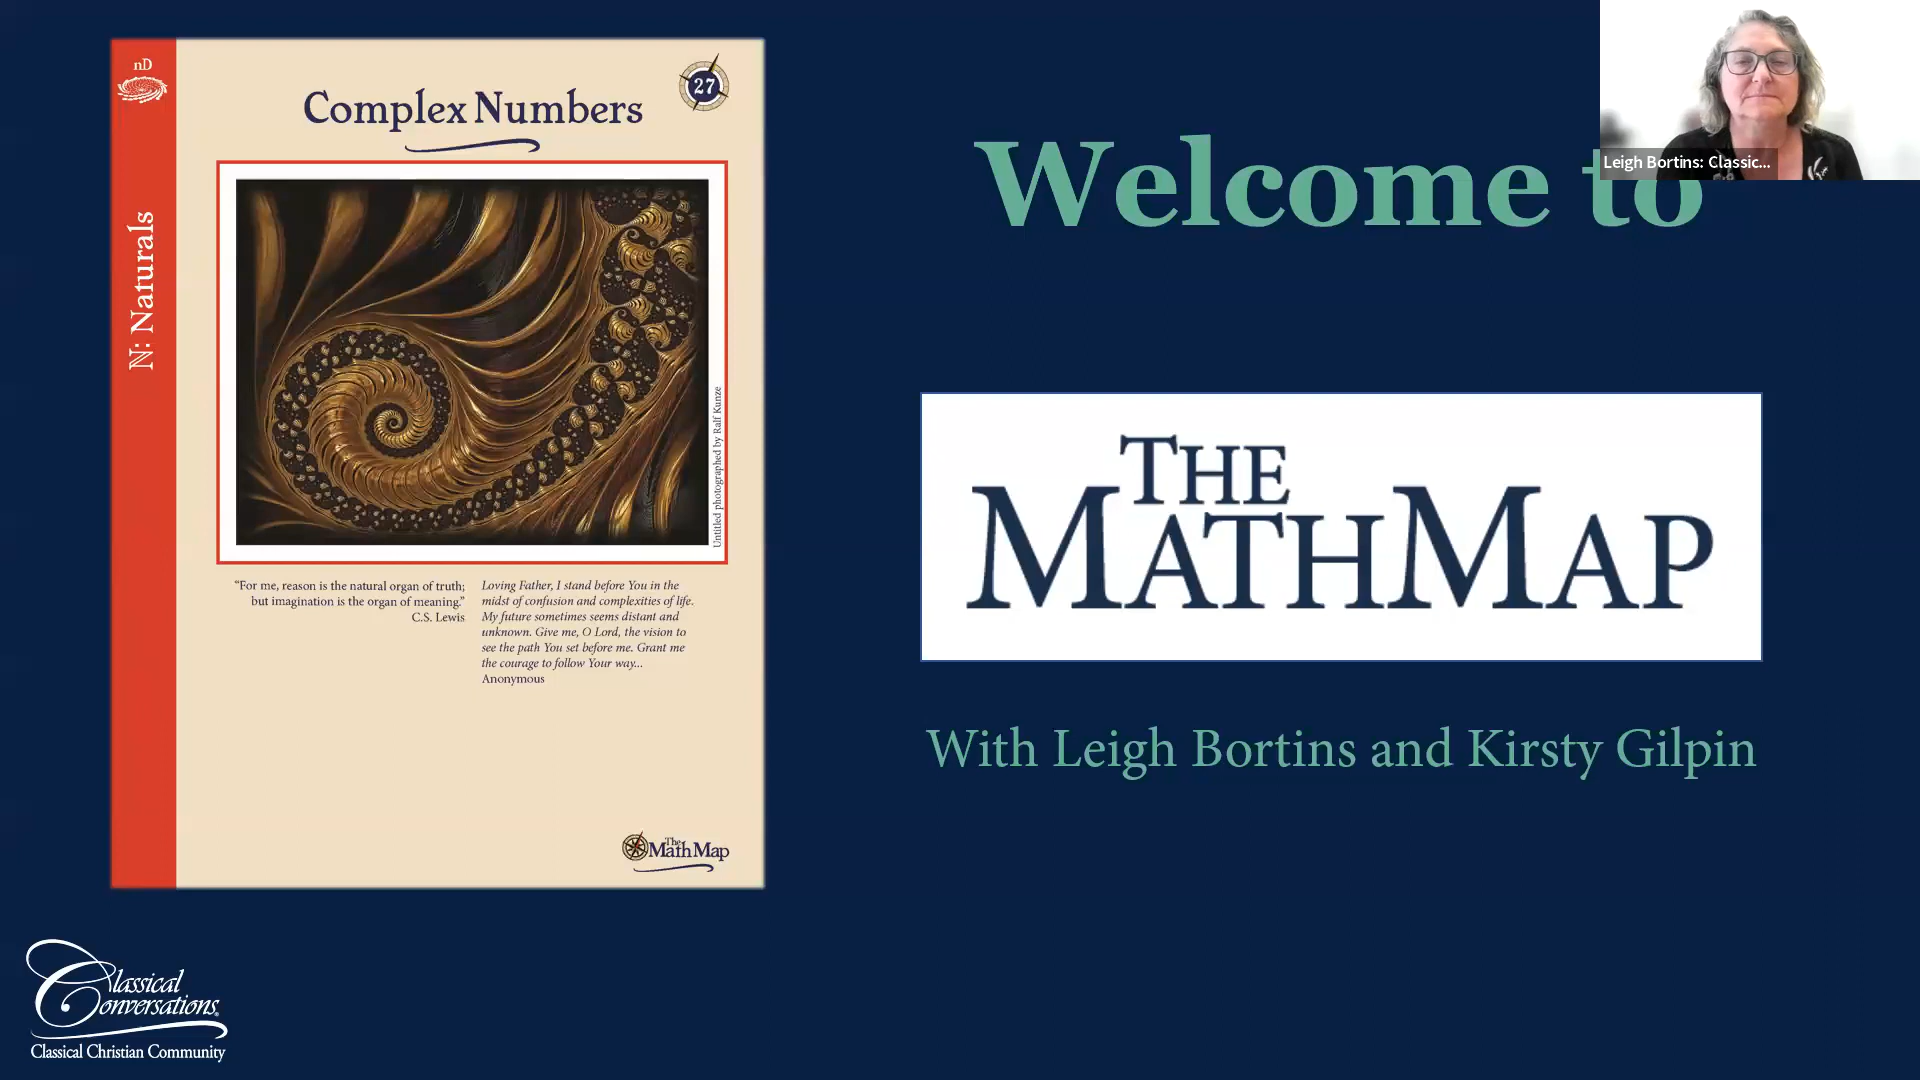 nD
27
Complex Numbers
N: Naturals
Untitled photographed by Ralf Kunze
“For me, reason is the natural organ of truth;
but imagination is the organ of meaning.”
C.S. Lewis
Loving Father, I stand before You in the
midst of confusion and complexities of life.
My future sometimes seems distant and
unknown. Give me, O Lord, the vision to
see the path You set before me. Grant me
the courage to follow Your way...
Anonymous
The
Math Map
Classical
Conversations®
Classical Christian Community
Leigh Bortins: Classic...
Welcome to
THE
MATHMAP
With Leigh Bortins and Kirsty Gilpin